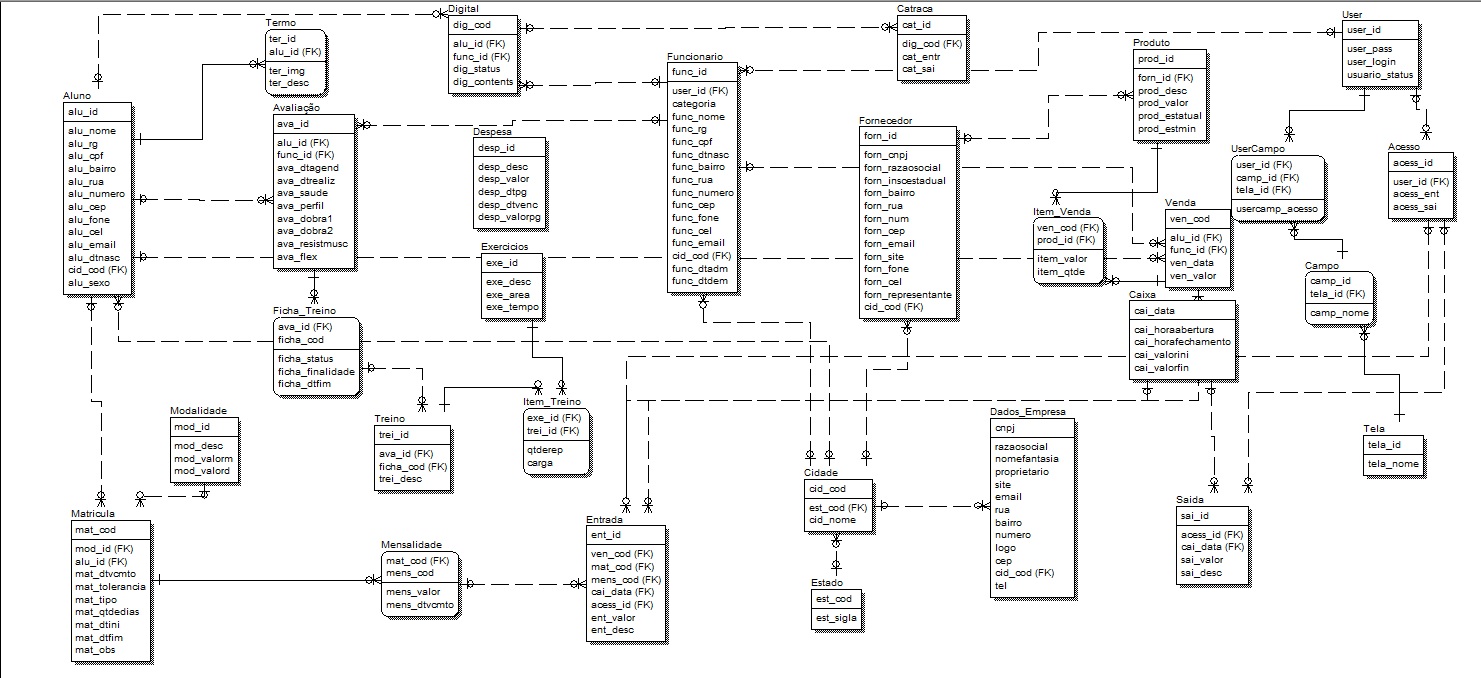 Digital
dig_cod
alu_id (FK)
func_id (FK)
dig_status
dig_contents
Catraca
cat_id
dig_cod (FK)
cat_entr
cat_sai
User
user_id
user_pass
user_login
usuario_status
Termo
ter_id
alu_id (FK)
ter_img
ter_desc
Produto
prod_id
forn_id (FK)
prod_desc
prod_valor
prod_estatual
prod_estmin
Funcionario
func_id
user_id (FK)
categoria
func_nome
func_rg
func_cpf
func_dtnasc
func_rua
func_numero
func_cep
func_fone
func_cel
func_email
cid_cod (FK)
func_dtadm
func_dtdem
Aluno
alu_id
alu_nome
alu_rg
alu_cpf
alu_bairro
alu_rua
alu_numero
alu_cep
alu_fone
alu_cel
alu_email
alu_dtnasc
cid_cod (FK)
alu_sexo
Avaliação
ava_id
alu_id (FK)
func_id (FK)
ava_dtagend
ava_dtrealiz
ava_saude
ava_perfil
ava_dobra1
ava_dobra2
ava_resistmusc
ava_flex
Despesa
desp_id
desp_desc
desp_valor
desp_dtpg
desp_dtvenc
desp_valorpg
Fornecedor
forn_id
forn_cnpj
forn_razaosocial
forn_inscestadual
forn_bairro
forn_rua
forn_num
forn_cep
forn_email
forn_site
forn_fone
forn_cel
forn_representante
cid_cod (FK)
UserCampo
user_id (FK)
camp_id (FK)
tela_id (FK)
usercamp_acesso
Acesso
acess_id
user_id (FK)
acess_ent
acess_sai
Item_Venda
ven_cod (FK)
prod_id (FK)
item_valor
item_qtde
Venda
ven_cod
alu_id (FK)
func_id (FK)
ven_data
ven_valor
Exercicios
exe_id
exe_desc
exe_area
exe_tempo
Campo
camp_id
tela_id (FK)
camp_nome
Caixa
cai_data
cai_horaabertura
cai_horafechamento
cai_valorini
cai_valorfin
Ficha_Treino
ava_id (FK)
ficha_cod
ficha_status
ficha_finalidade
ficha_dtfim
Modalidade
mod_id
mod_desc
mod_valorm
mod_valord
Treino
trei_id
ava_id (FK)
ficha_cod (FK)
trei_desc
Item_Treino
exe_id (FK)
trei_id (FK)
qtderep
carga
Dados_Empresa
cnpj
razaosocial
nomefantasia
proprietario
site
email
rua
bairro
numero
logo
cep
cid_cod (FK)
tel
Tela
tela_id
tela_nome
Cidade
cid_cod
est_cod (FK)
cid_nome
Saida
sai_id
acess_id (FK)
cai_data (FK)
sai_valor
sai_desc
Matricula
mat_cod
mod_id (FK)
alu_id (FK)
mat_dtvcmto
mat_tolerancia
mat_tipo
mat_qtdedias
mat_dtini
mat_dtfim
mat_obs
Mensalidade
mat_cod (FK)
mens_cod
mens_valor
mens_dtvcmto
Entrada
ent_id
ven_cod (FK)
mat_cod (FK)
mens_cod (FK)
cai_data (FK)
acess_id (FK)
ent_valor
ent_desc
Estado
est_cod
est_sigla